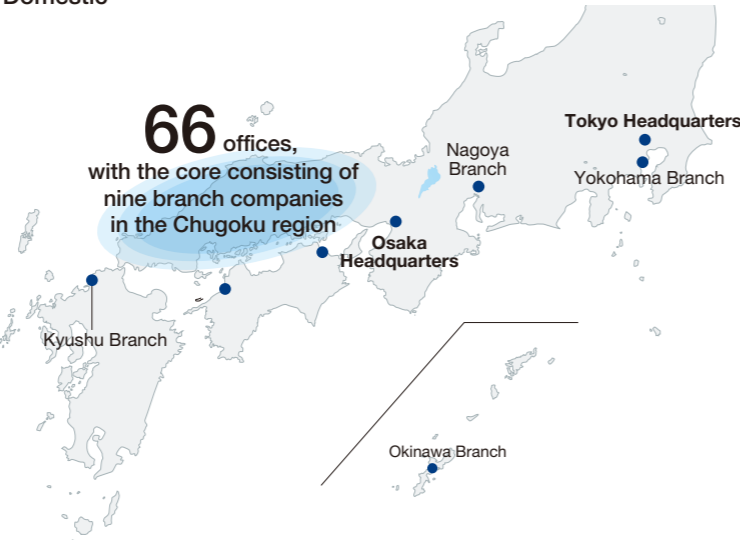 Domestic
66 offices,
with the core consisting of
nine branch companies
in the Chugoku region
Tokyo Headquarters
Nagoya
Branch
Yokohama Branch
Osaka
Headquarters
Kyushu Branch
Okinawa Branch